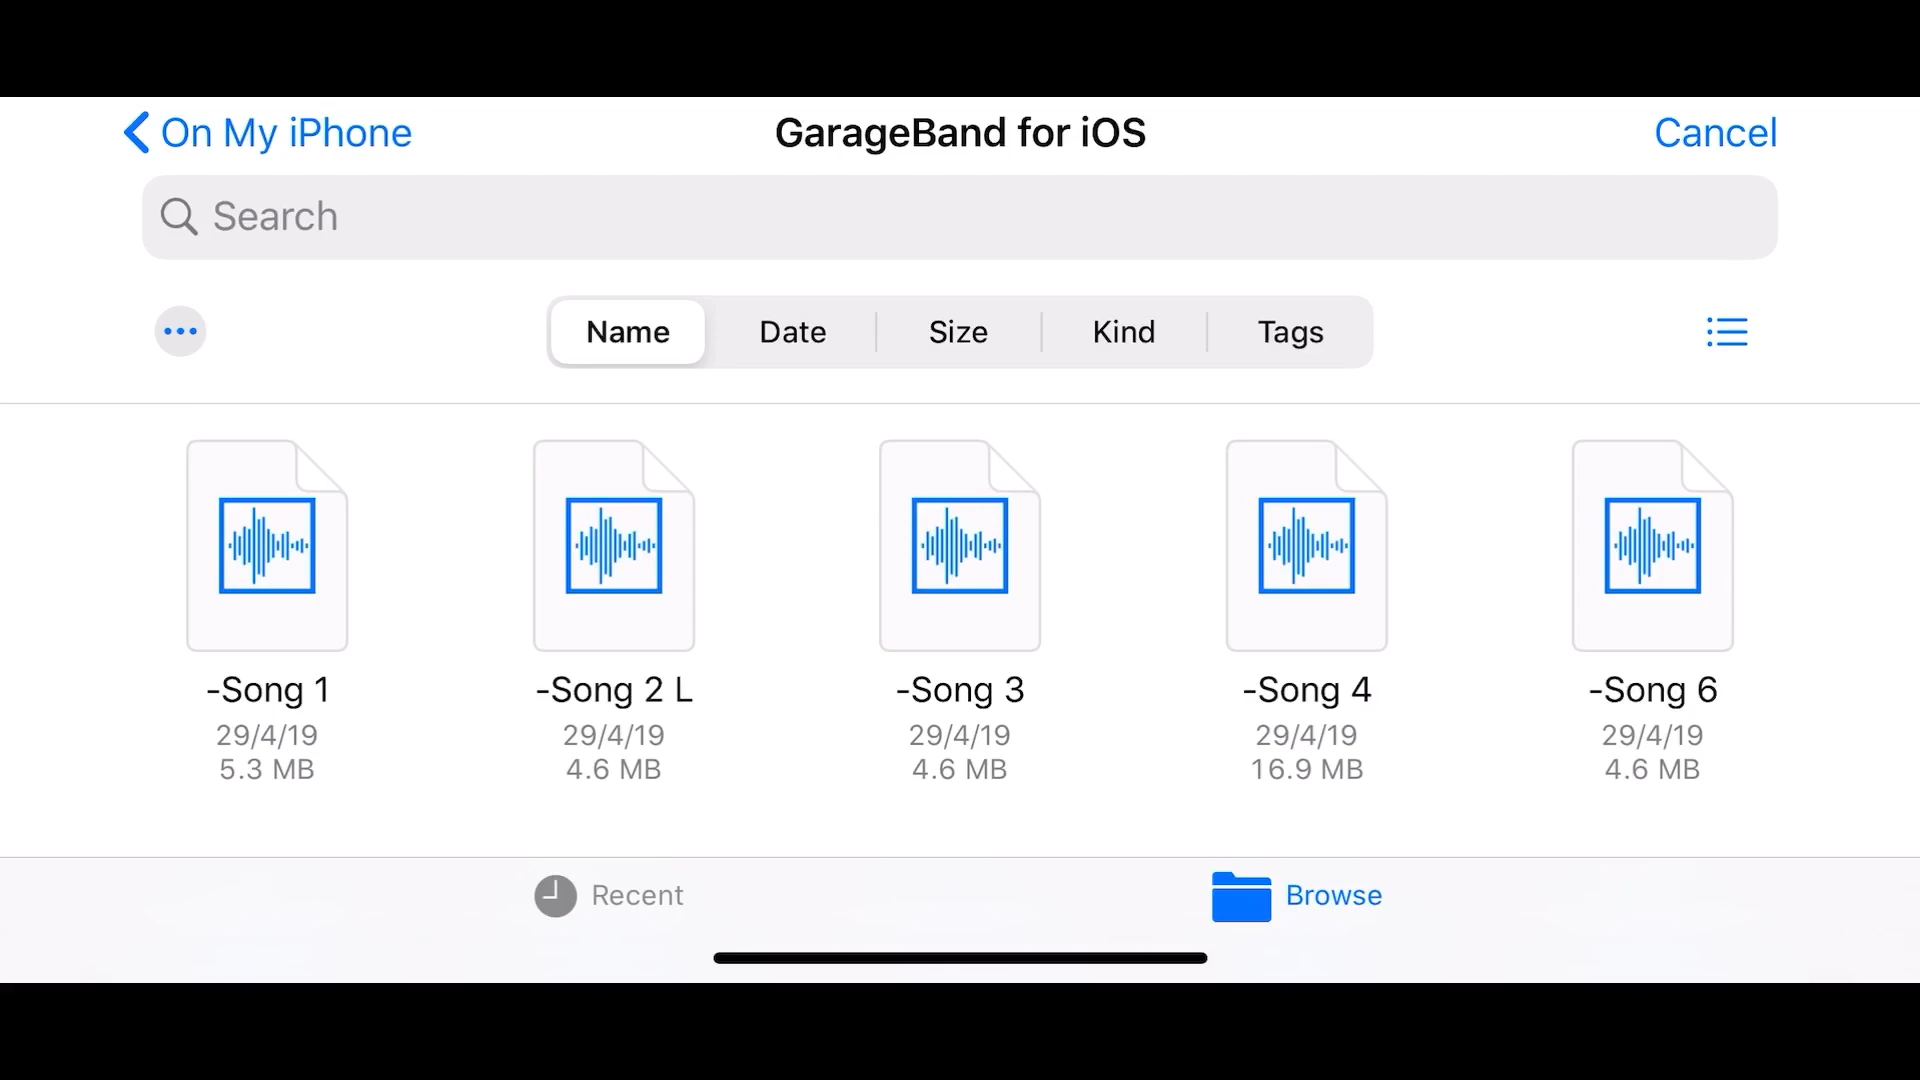 On My iPhone
GarageBand for iOS
Cancel
Search
Name Date Size Kind Tags
-Song 1
29/4/19
5.3 MB
-Song 2 L
29/4/19
4.6 MB
-Song 3
29/4/19
4.6 MB
-Song 4
29/4/19
16.9 MB
-Song 6
29/4/19
4.6 MB
Recent
Browse